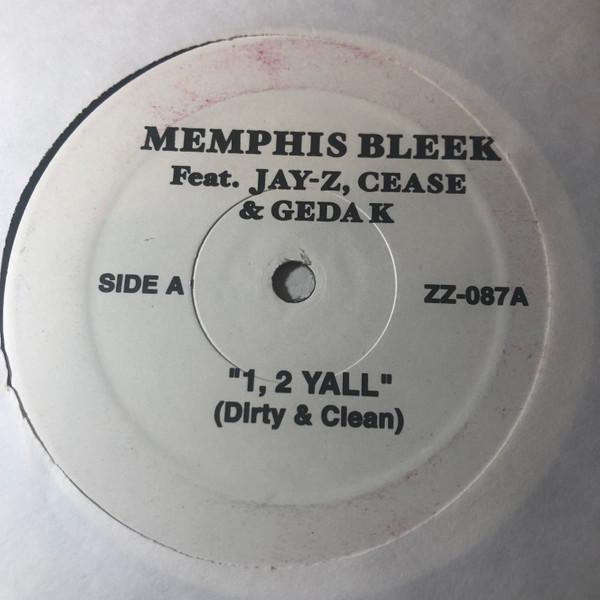 MEMPHIS BLEEK
Feat. JAY-Z, CEASE
& GEDA K
SIDE A
ZZ-087A
"1, 2 YALL"
(Dirty & Clean)